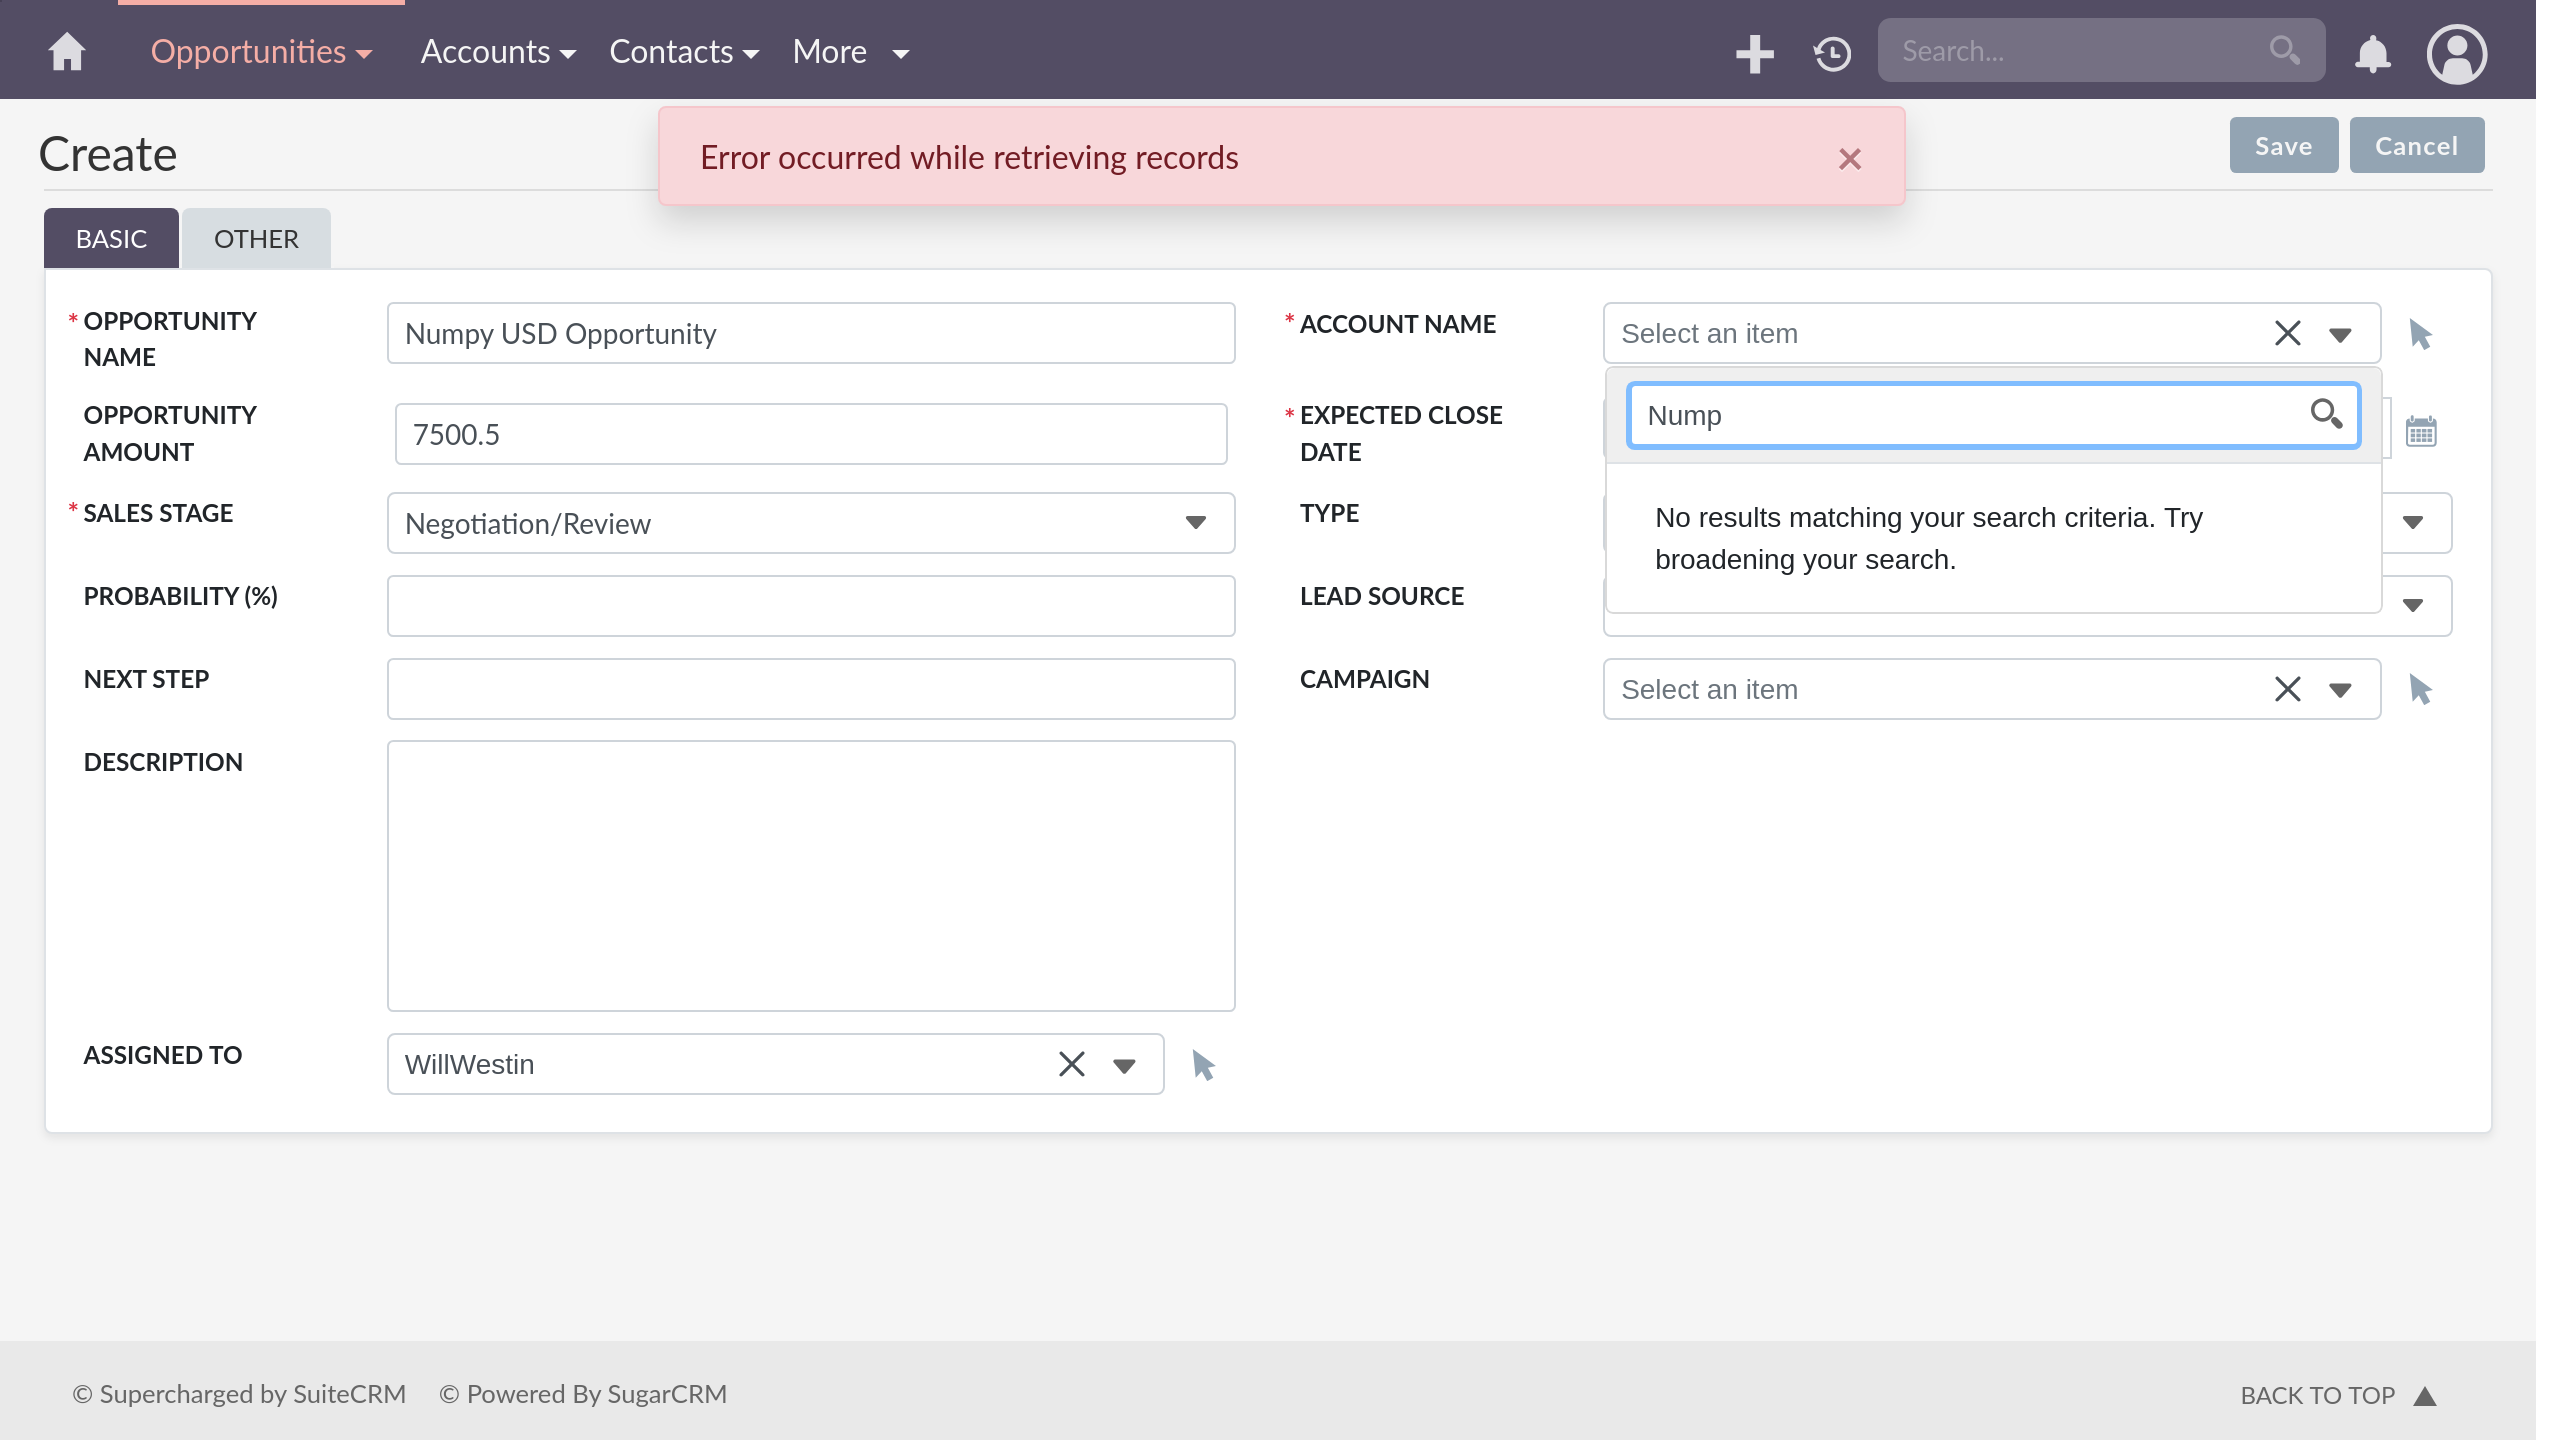 Opportunities Accounts Contacts More Search...
Error occurred while retrieving records
Create
Save Cancel
BASIC OTHER
* OPPORTUNITY NAME
Numpy USD Opportunity
* ACCOUNT NAME
Select an item
Nump
No results matching your search criteria. Try
broadening your search.
OPPORTUNITY AMOUNT
7500.5
* EXPECTED CLOSE DATE
* SALES STAGE
Negotiation/Review
TYPE
PROBABILITY (%)
LEAD SOURCE
NEXT STEP
CAMPAIGN
Select an item
DESCRIPTION
ASSIGNED TO
WillWestin
© Supercharged by SuiteCRM © Powered By SugarCRM
BACK TO TOP